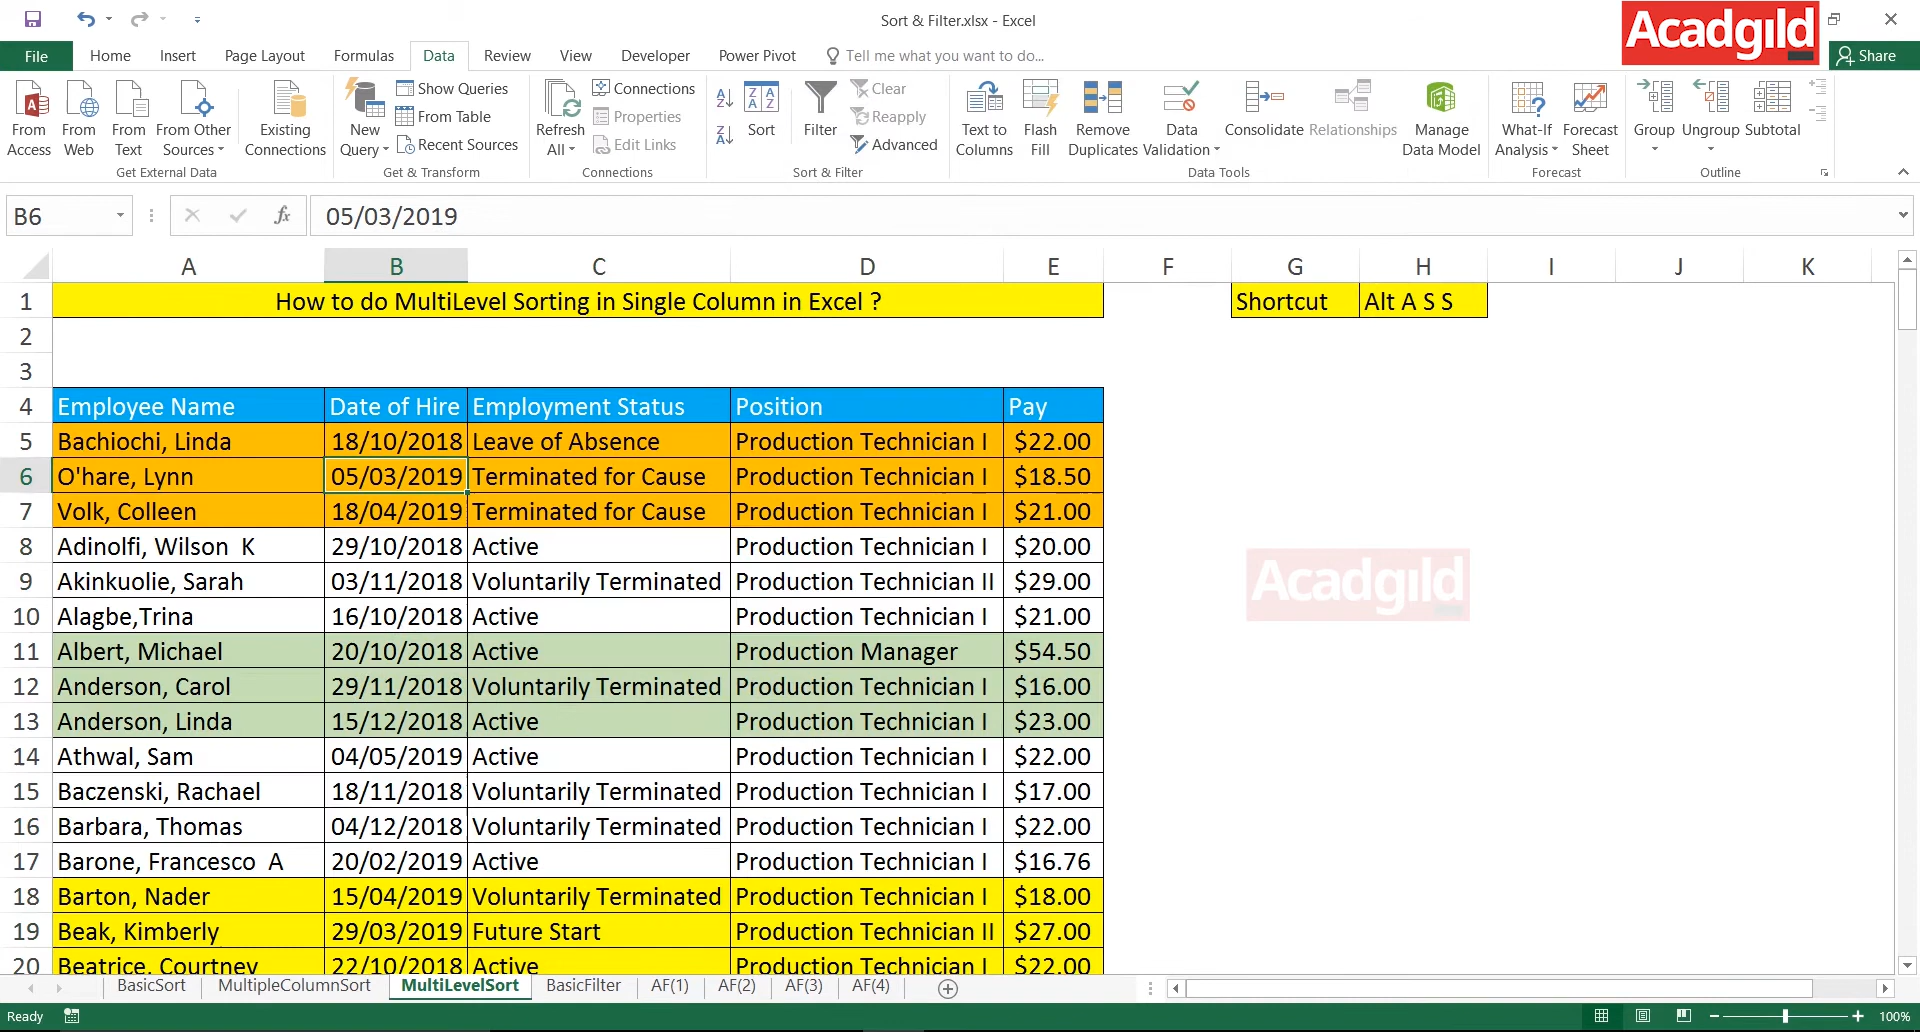 Sort & Filter.xlsx - Excel
Acadgild
File Home Insert Page Layout Formulas Data Review View Developer Power Pivot Tell me what you want to do... Share
From Access
From Web
From Text
From Other Sources
Existing Connections
Get External Data
New Query
Show Queries
From Table
Recent Sources
Get & Transform
Refresh All
Connections
Properties
Edit Links
Connections
Sort
Filter
Clear
Reapply
Advanced
Sort & Filter
Text to Columns
Flash Fill
Remove Duplicates
Data Validation
Consolidate
Relationships
Manage Data Model
Data Tools
What-If Analysis
Forecast Sheet
Forecast
Group
Ungroup
Subtotal
Outline
B6 fx 05/03/2019
A B C D E F G H I J K
1 How to do MultiLevel Sorting in Single Column in Excel ? Shortcut Alt A S S
2
3
4 Employee Name Date of Hire Employment Status Position Pay
5 Bachiochi, Linda 18/10/2018 Leave of Absence Production Technician I $22.00
6 O'hare, Lynn 05/03/2019 Terminated for Cause Production Technician I $18.50
7 Volk, Colleen 18/04/2019 Terminated for Cause Production Technician I $21.00
8 Adinolfi, Wilson K 29/10/2018 Active Production Technician I $20.00
9 Akinkuolie, Sarah 03/11/2018 Voluntarily Terminated Production Technician II $29.00
10 Alagbe,Trina 16/10/2018 Active Production Technician I $21.00
11 Albert, Michael 20/10/2018 Active Production Manager $54.50
12 Anderson, Carol 29/11/2018 Voluntarily Terminated Production Technician I $16.00
13 Anderson, Linda 15/12/2018 Active Production Technician I $23.00
14 Athwal, Sam 04/05/2019 Active Production Technician I $22.00
15 Baczenski, Rachael 18/11/2018 Voluntarily Terminated Production Technician I $17.00
16 Barbara, Thomas 04/12/2018 Voluntarily Terminated Production Technician I $22.00
17 Barone, Francesco A 20/02/2019 Active Production Technician I $16.76
18 Barton, Nader 15/04/2019 Voluntarily Terminated Production Technician I $18.00
19 Beak, Kimberly 29/03/2019 Future Start Production Technician II $27.00
20 Beatrice, Courtney 22/10/2018 Active Production Technician I $22.00
Acadgild
BasicSort MultipleColumnSort MultiLevelSort BasicFilter AF(1) AF(2) AF(3) AF(4)
Ready 100%